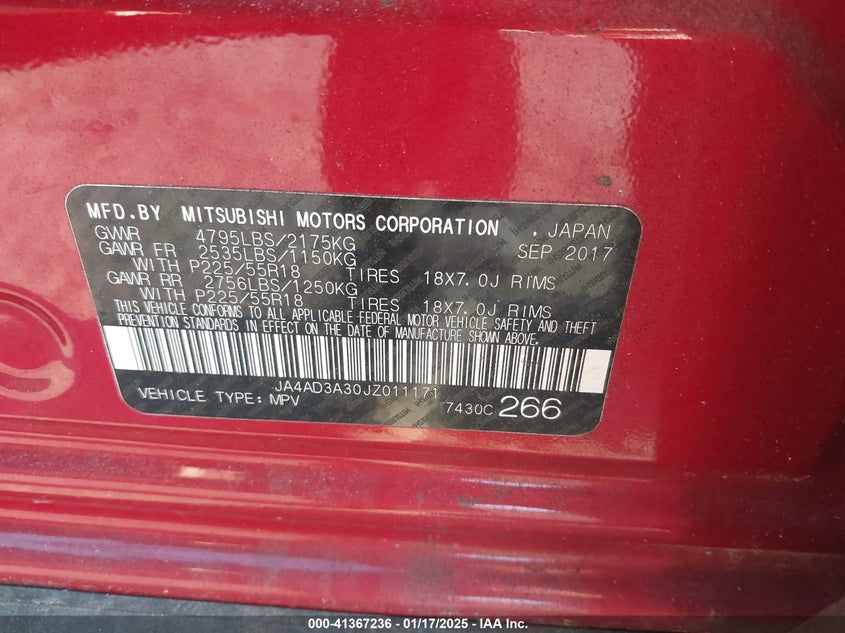 MFD.BY MITSUBISHI MOTORS CORPORATION , JAPAN
GVWR 4795LBS/2175KG SEP 2017
GAWR FR 2535LBS/1150KG
WITH P225/55R18 TIRES 18X7.0J RIMS
GAWR RR 2756LBS/1250KG
WITH P225/55R18 TIRES 18X7.0J RIMS
THIS VEHICLE CONFORMS TO ALL APPLICABLE FEDERAL MOTOR VEHICLE SAFETY AND THEFT
PREVENTION STANDARDS IN EFFECT ON THE DATE OF MANUFACTURE SHOWN ABOVE.
JA4AD3A30JZ011171
VEHICLE TYPE: MPV 7430C 266
000-41367236 - 01/17/2025 - IAA Inc.